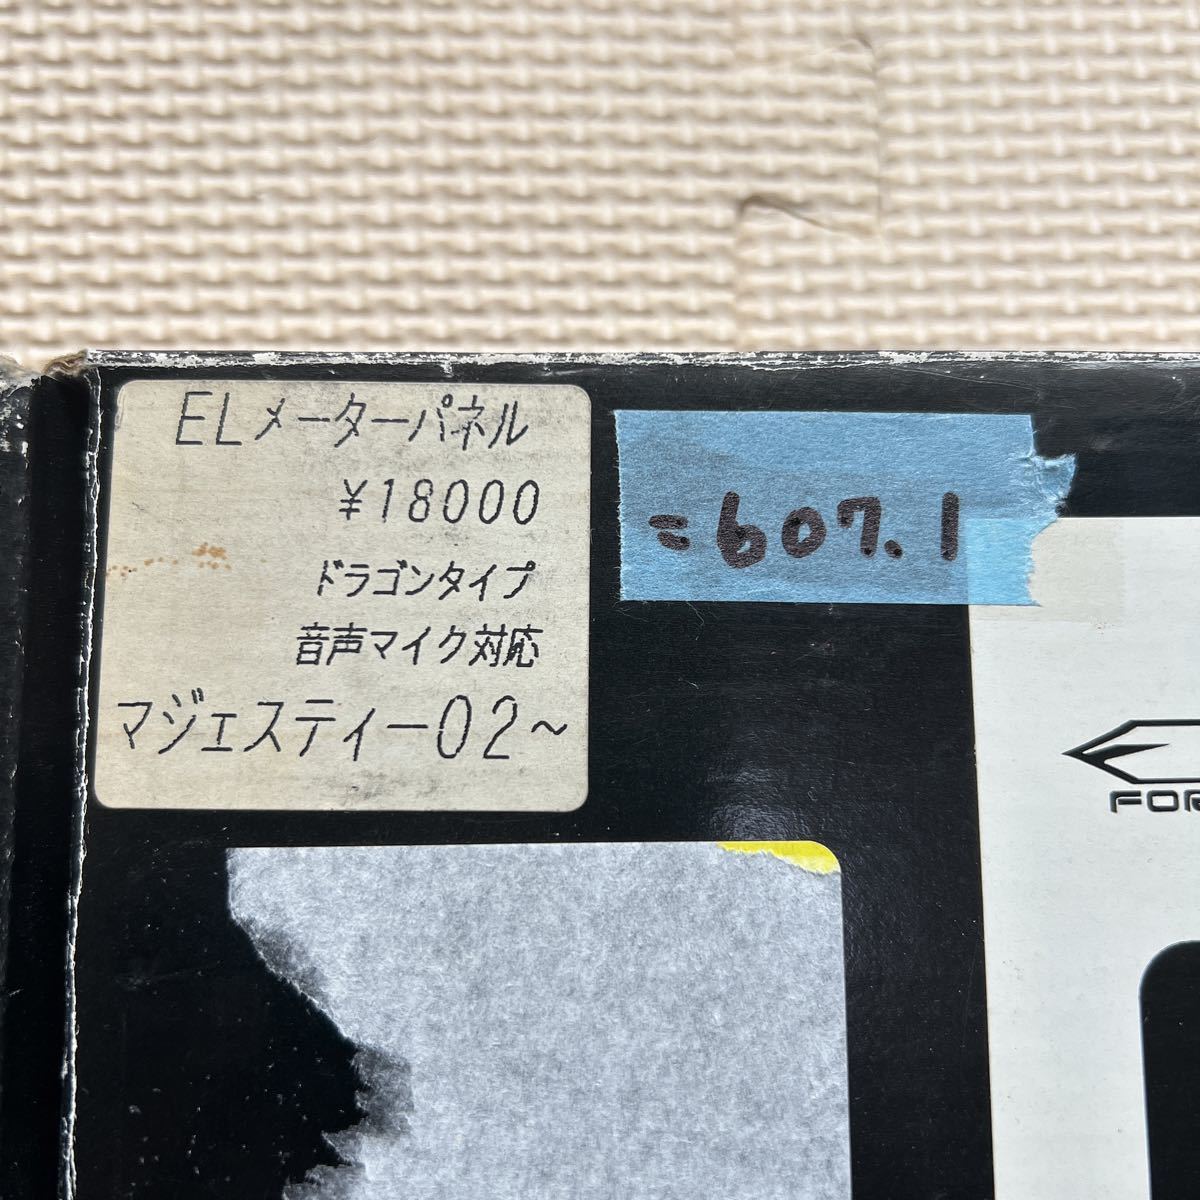 ELメーターパネル
¥18000
ドラゴンタイプ
音声マイク対応
マジェスティー02~
=607.1